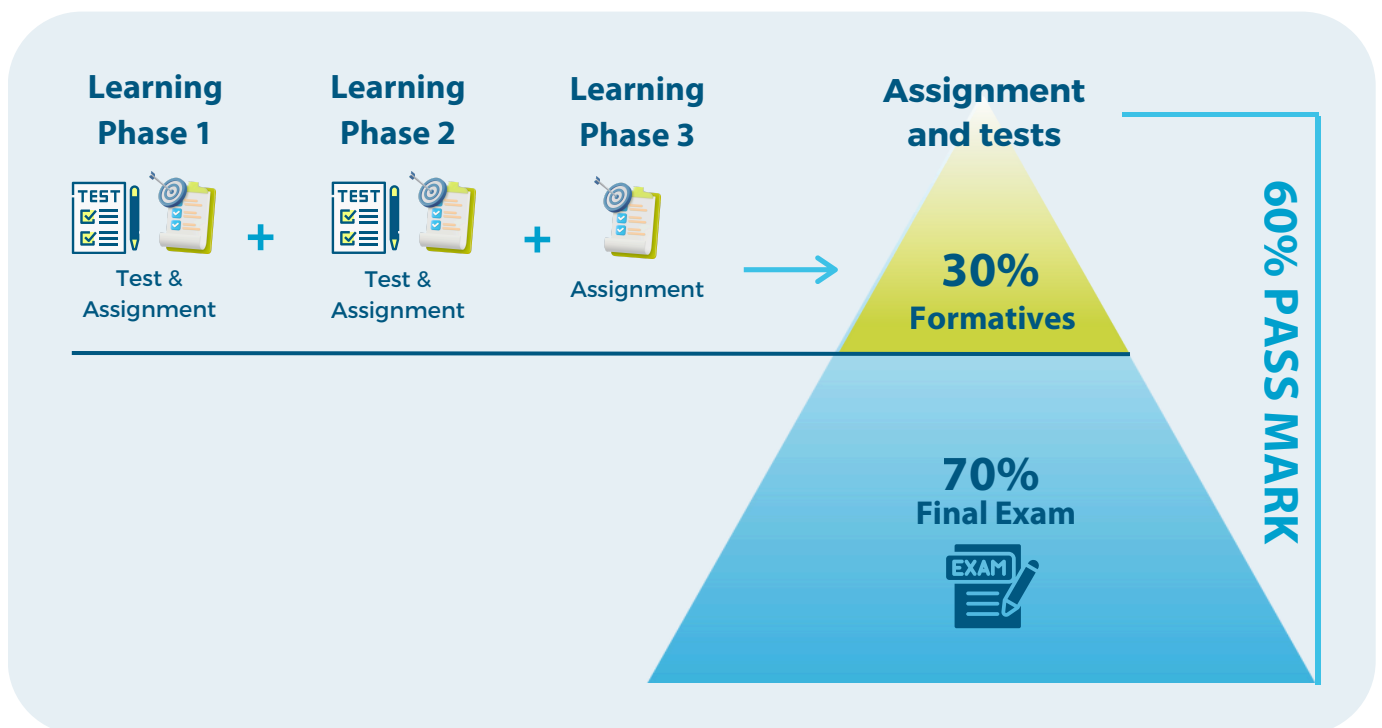 Learning
Phase 1
TEST
Test &
Assignment
+
Learning
Phase 2
TEST
Test &
Assignment
+
Learning
Phase 3
Assignment
Assignment
and tests
30%
Formatives
70%
Final Exam
EXAM
60% PASS MARK